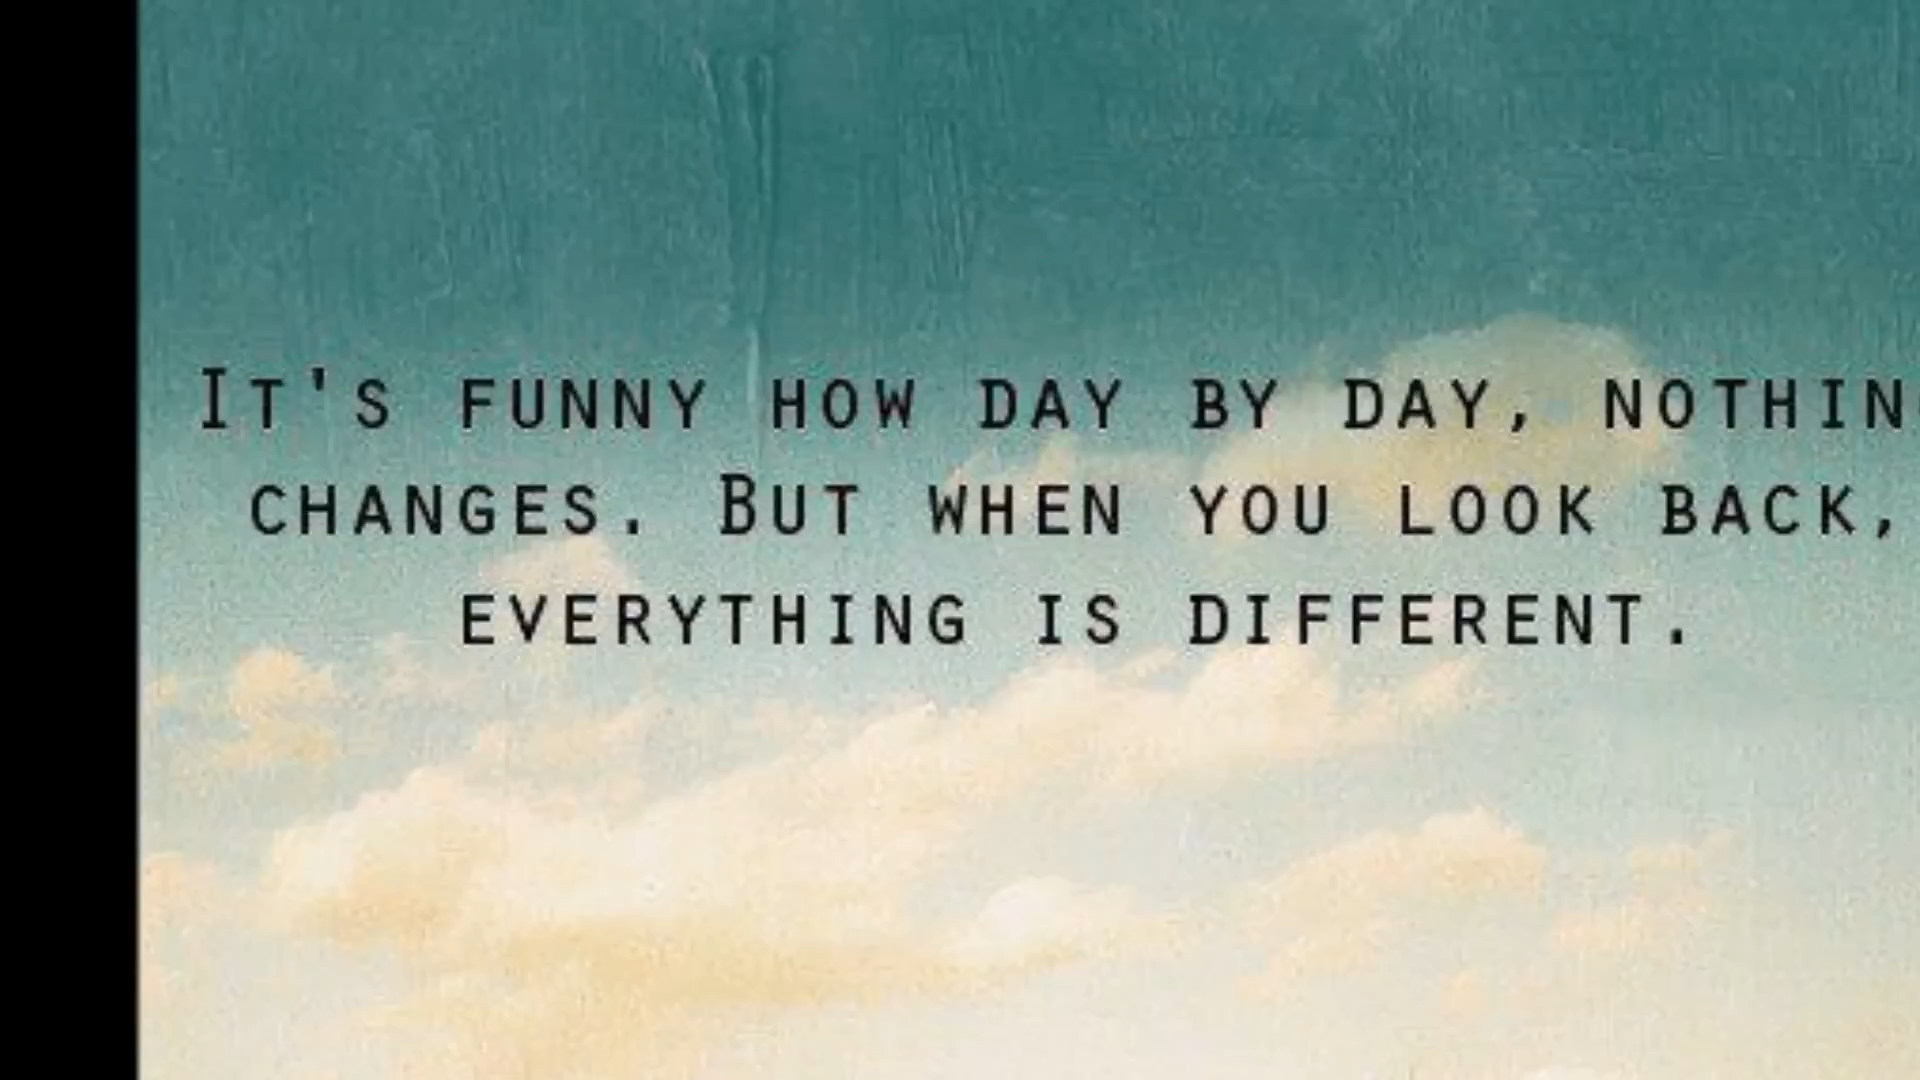 It's funny how day by day, nothin
changes. But when you look back,
everything is different.